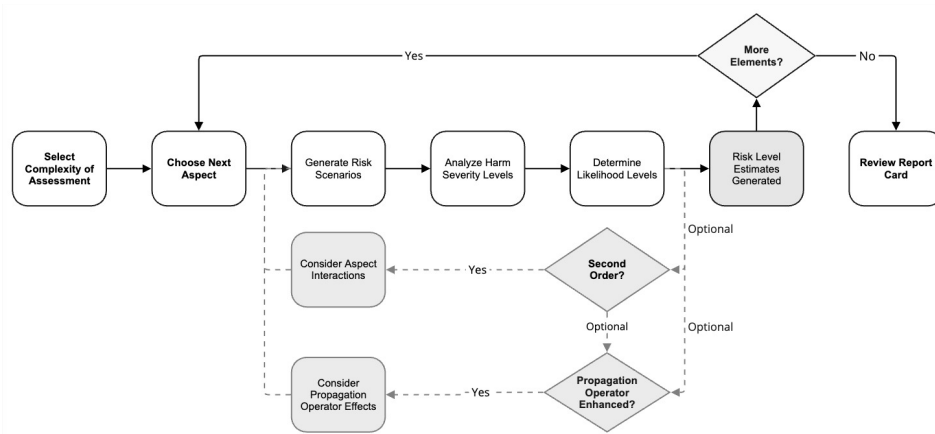 More
Elements?
Yes
No
Select
Complexity of
Assessment
Choose Next
Aspect
Generate Risk
Scenarios
Analyze Harm
Severity Levels
Determine
Likelihood Levels
Risk Level
Estimates
Generated
Review Report
Card
Optional
Consider Aspect
Interactions
Yes
Second
Order?
Optional
Optional
Consider
Propagation
Operator Effects
Yes
Propagation
Operator
Enhanced?